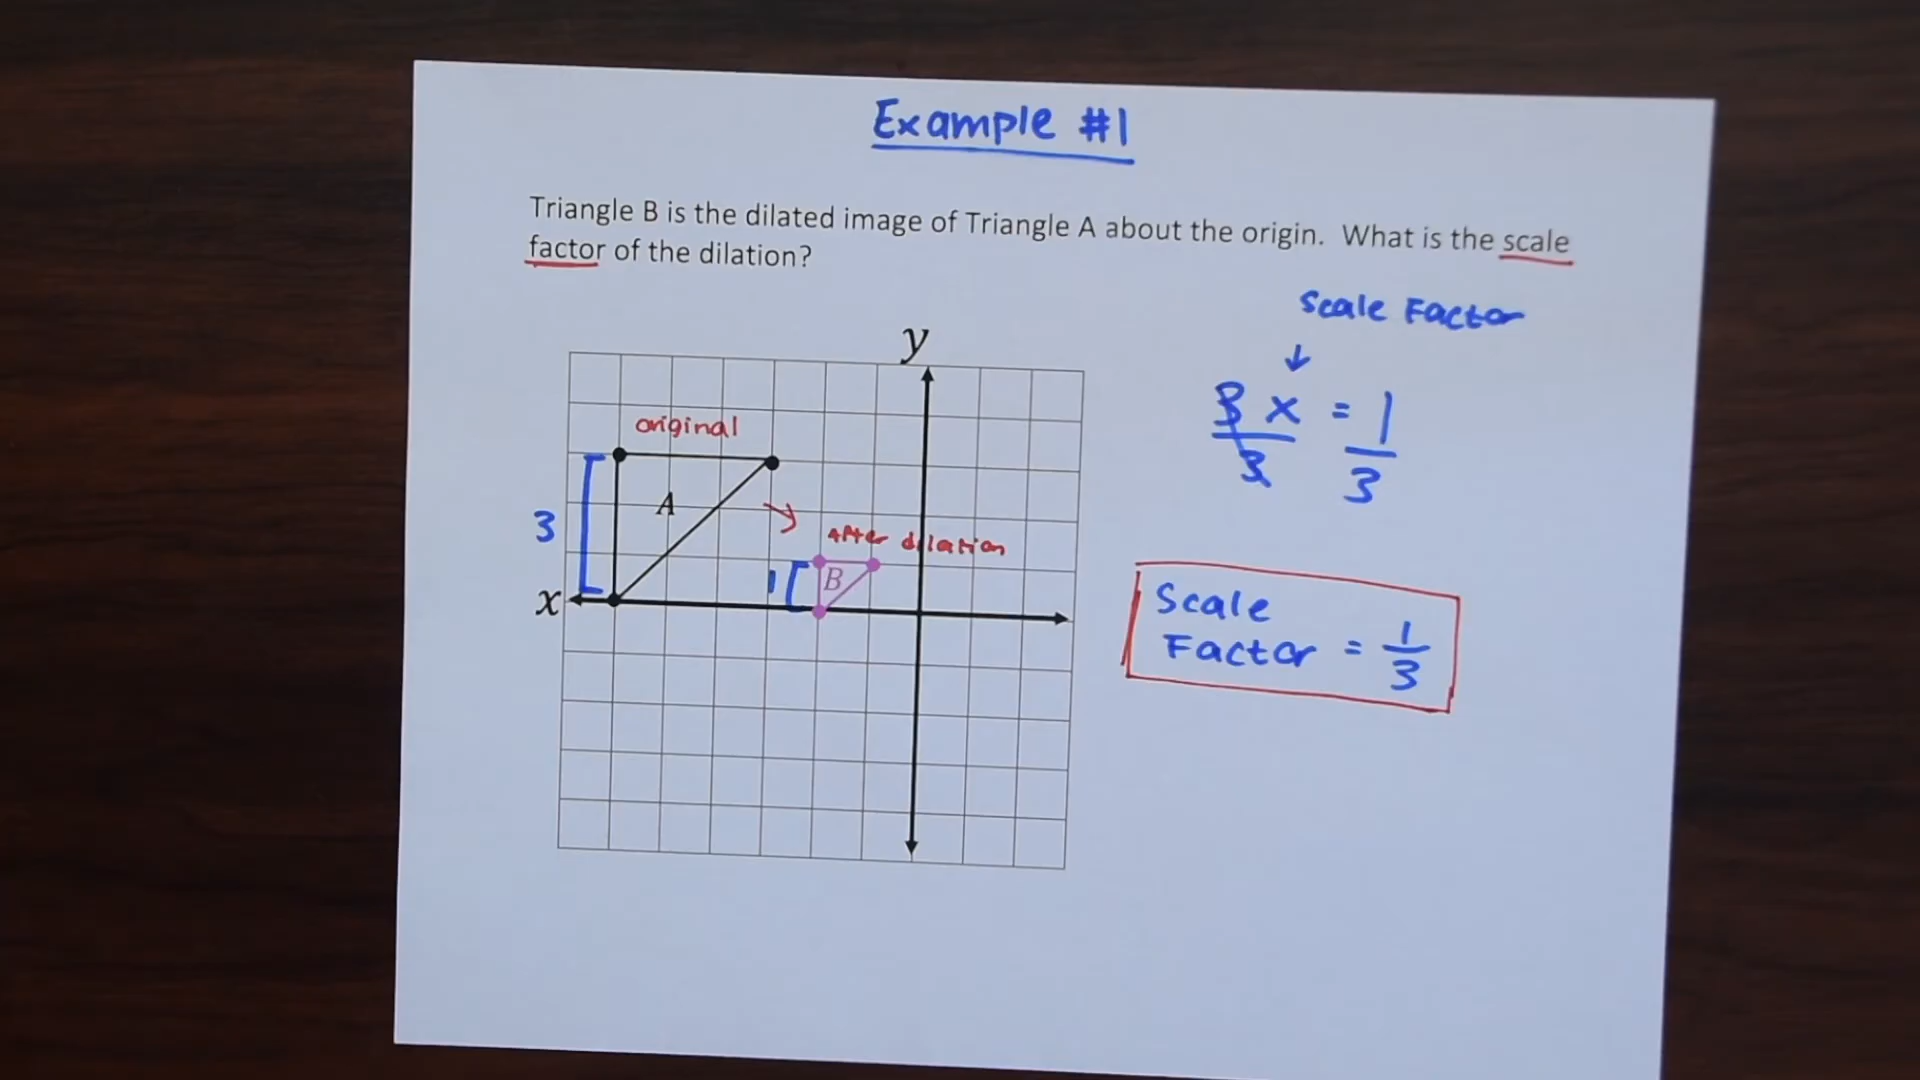 Example #1
Triangle B is the dilated image of Triangle A about the origin. What is the scale
factor of the dilation?
Scale Factor
↓
y
3 x = 1
3 3
original
A
3
After dilation
B
1
x
Scale
Factor = 1/3